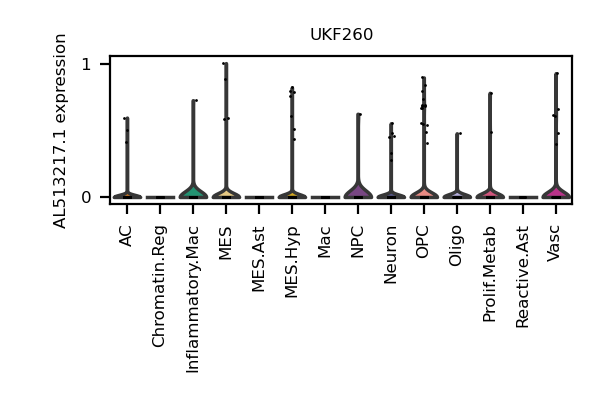 UKF260
AL513217.1 expression
1
0
AC
Chromatin.Reg
Inflammatory.Mac
MES
MES.Ast
MES.Hyp
Mac
NPC
Neuron
OPC
Oligo
Prolif.Metab
Reactive.Ast
Vasc